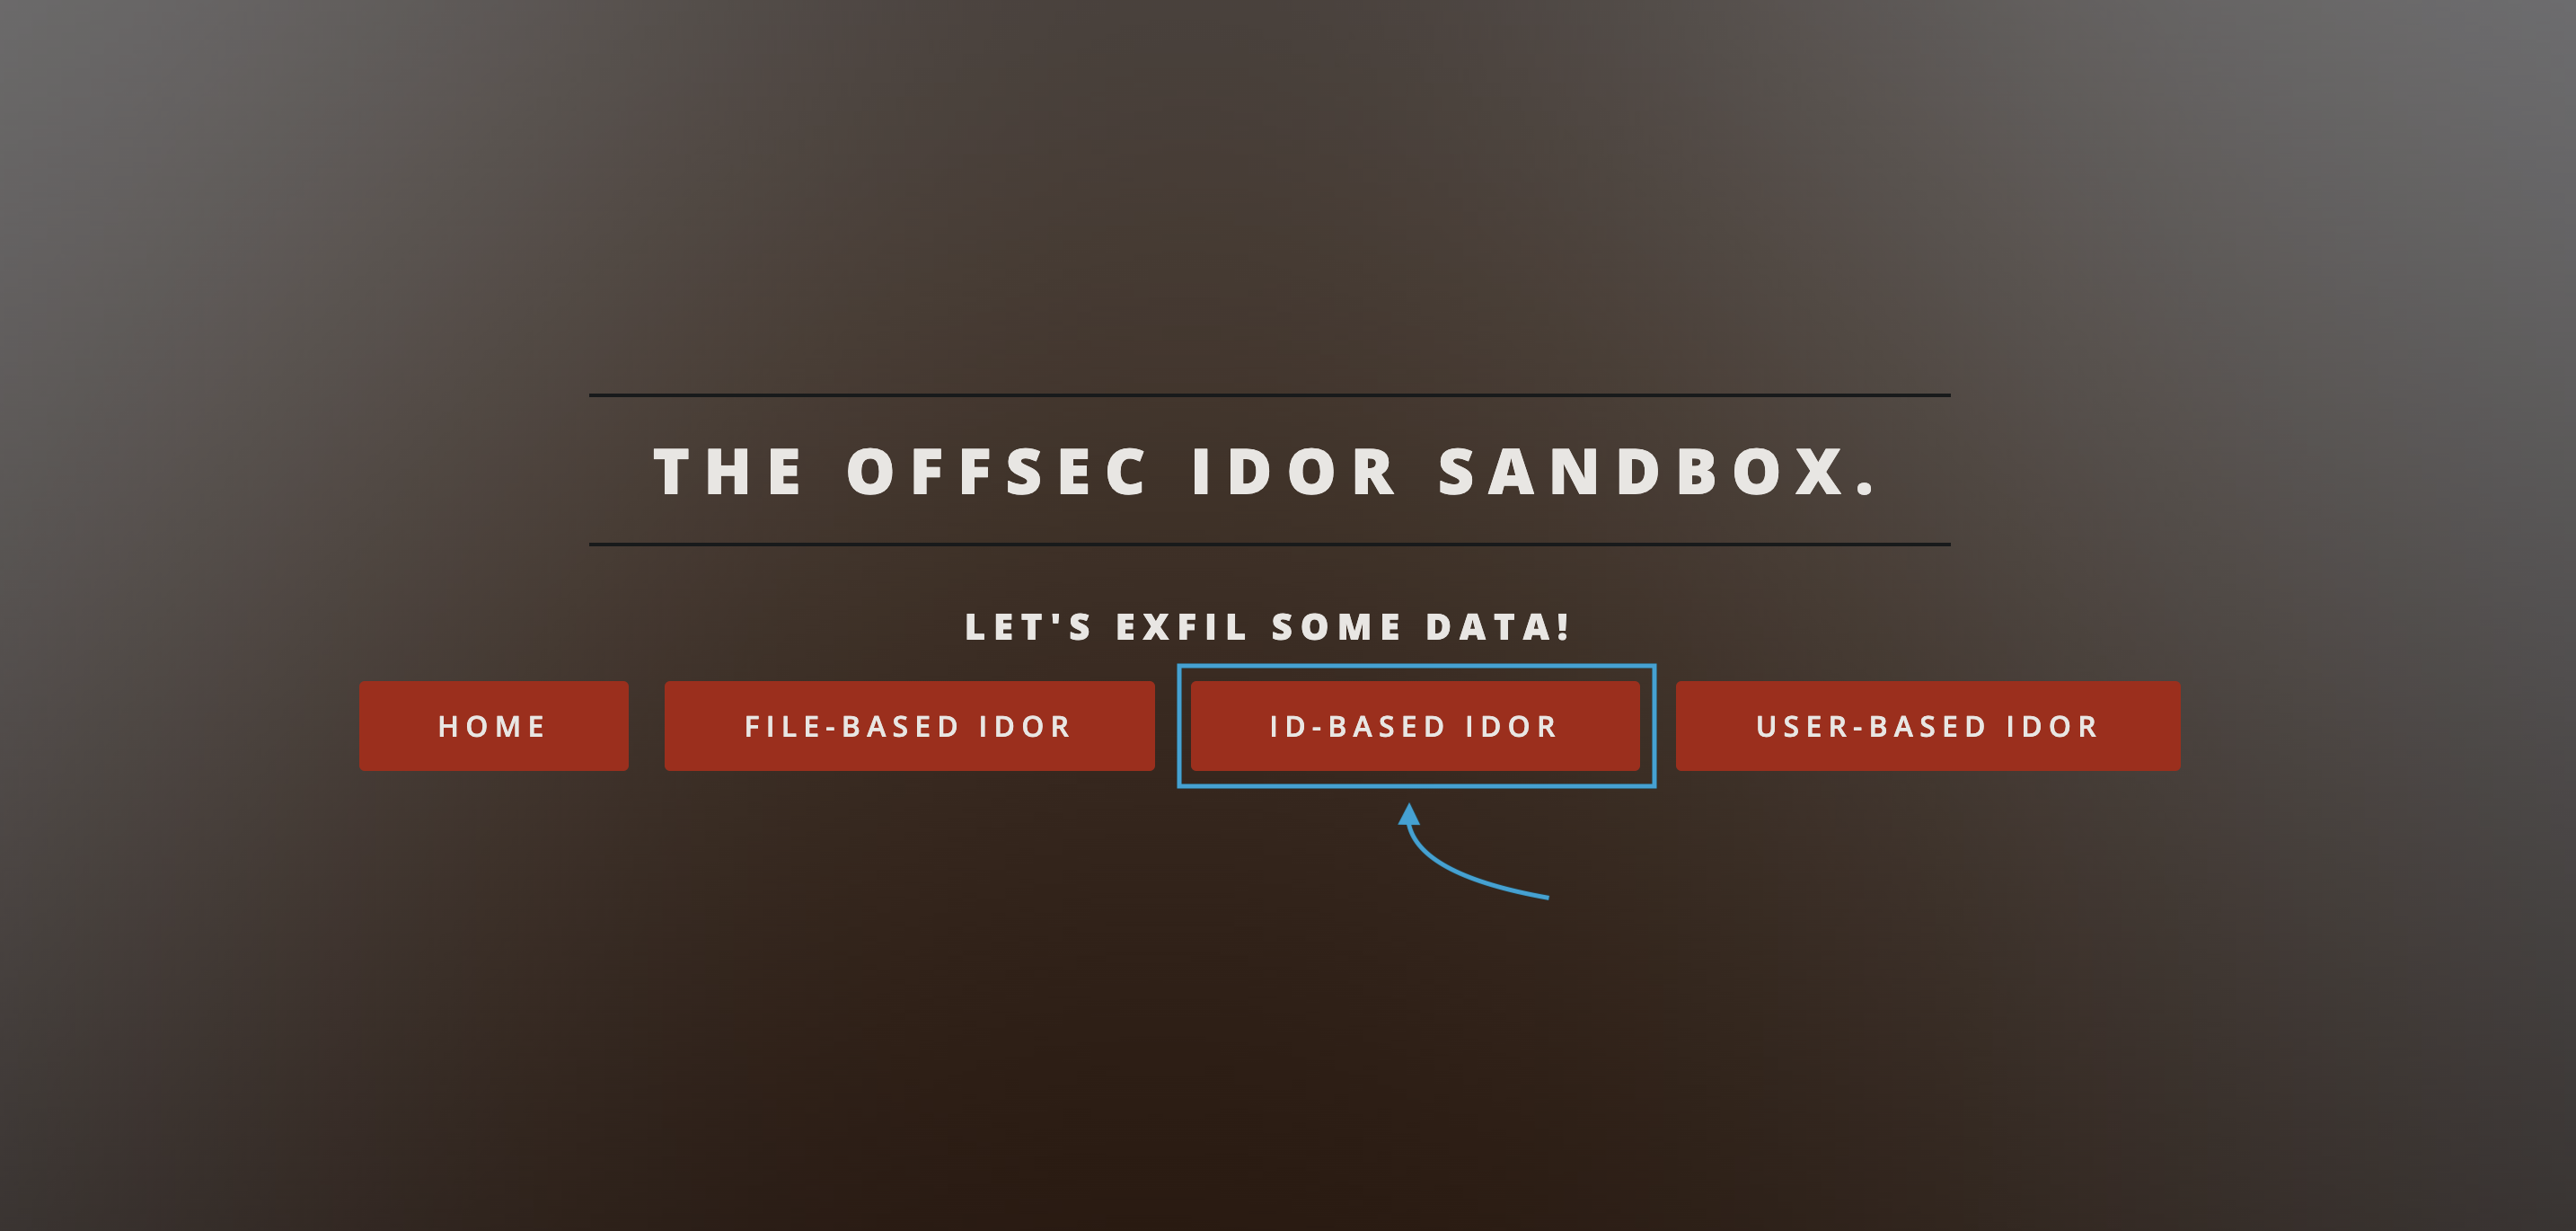 THE OFFSEC IDOR SANDBOX.
LET'S EXFIL SOME DATA!
HOME FILE-BASED IDOR ID-BASED IDOR USER-BASED IDOR